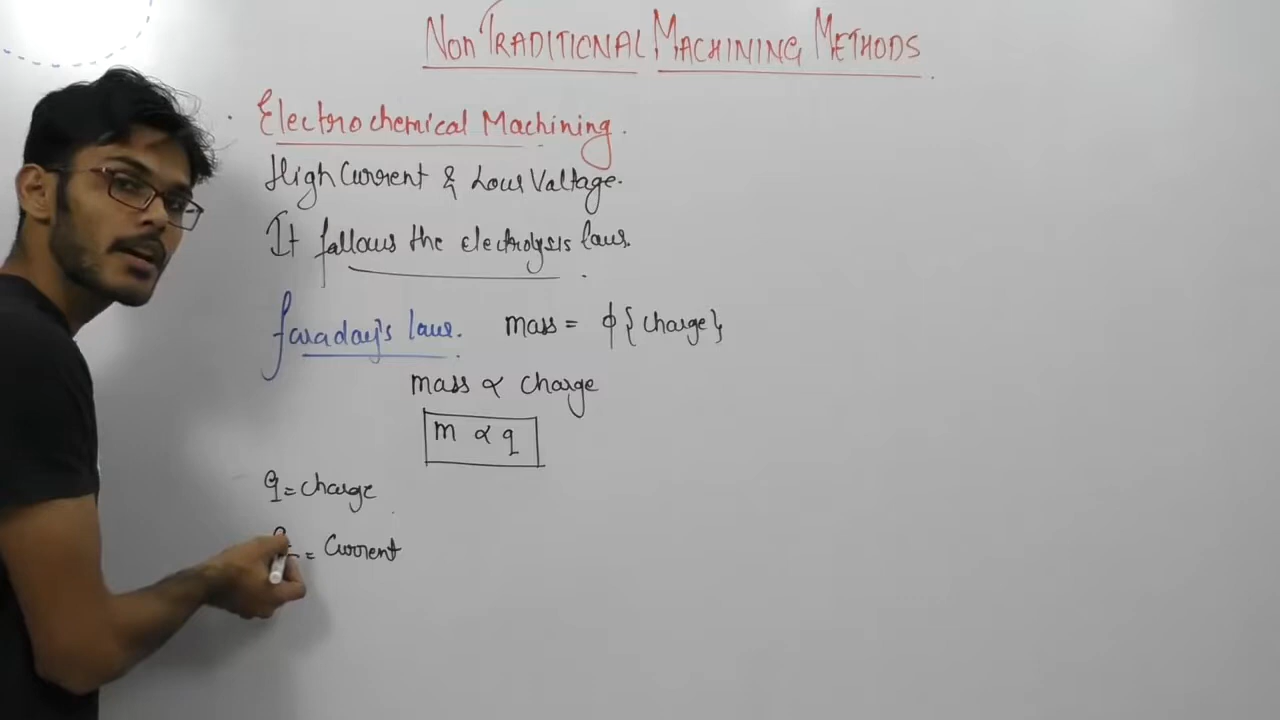 Non TRADITIONAL MACHINING METHODS
Electrochemical Machining.
High Current & Low Voltage.
It follows the electrolysis laws.
faraday's law. mass = ϕ {charge}
mass ∝ charge
m ∝ q
q = charge
= Current